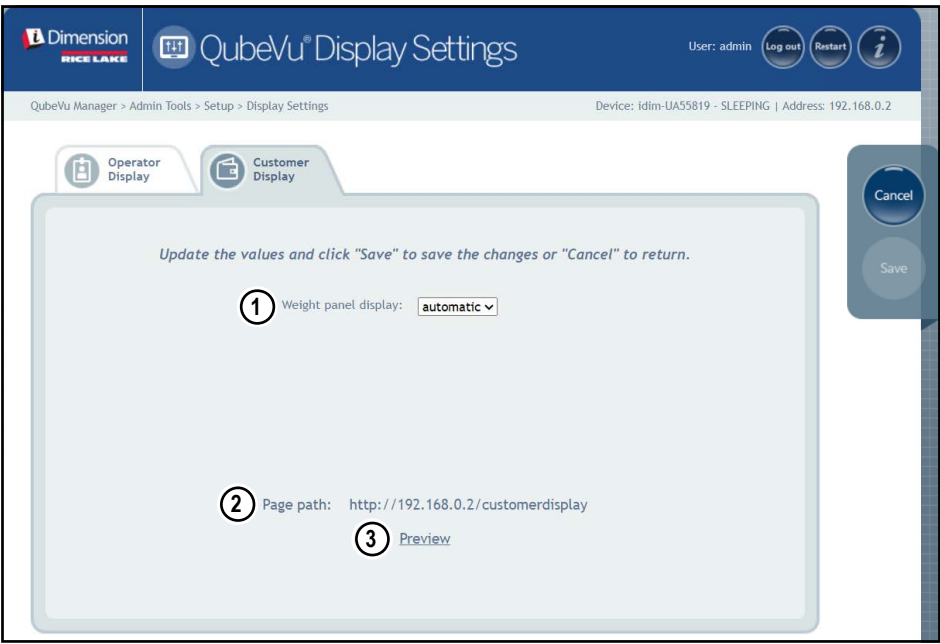 iDimension
RICE LAKE
QubeVu® Display Settings
User: admin
Log out
Restart
i
QubeVu Manager > Admin Tools > Setup > Display Settings
Device: idim-UA55819 - SLEEPING | Address: 192.168.0.2
Operator
Display
Customer
Display
Cancel
Save
Update the values and click "Save" to save the changes or "Cancel" to return.
1 Weight panel display: automatic
2 Page path: http://192.168.0.2/customerdisplay
3 Preview